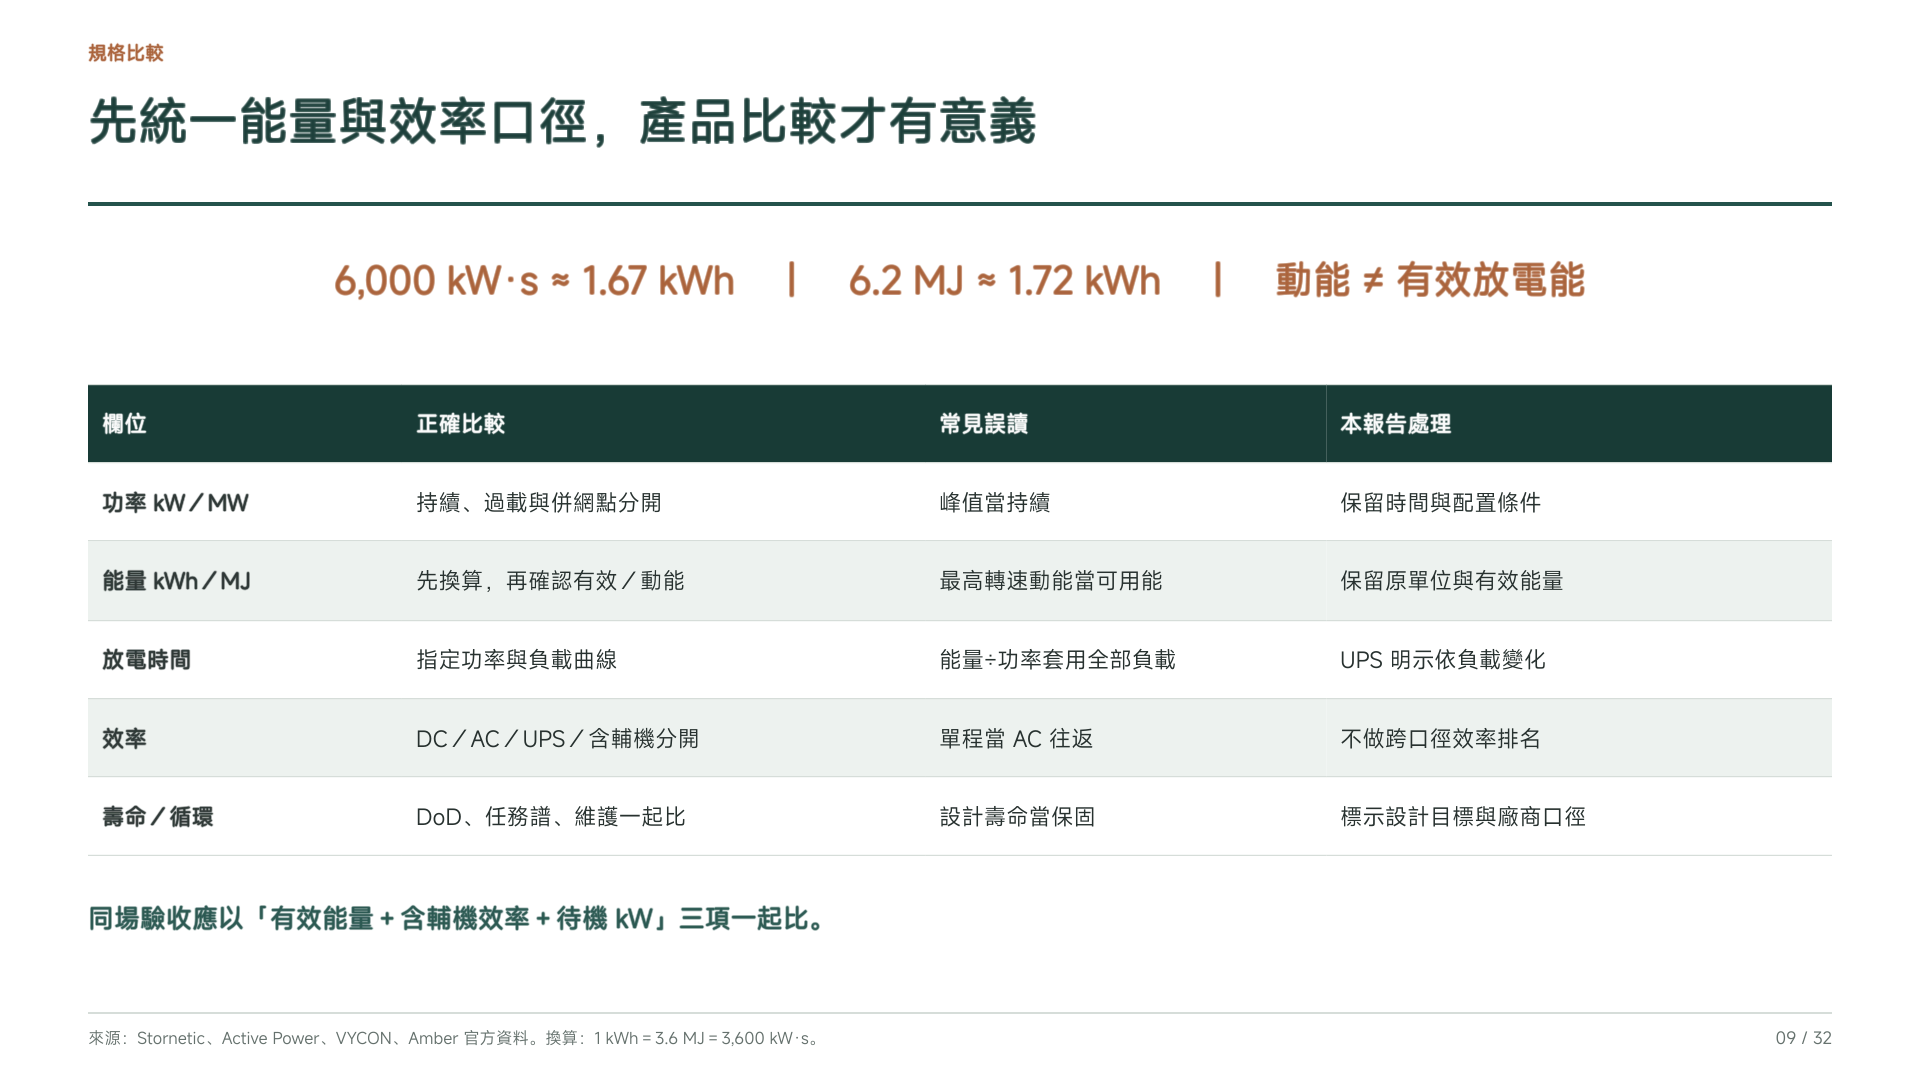 規格比較
先統一能量與效率口徑，產品比較才有意義
6,000 kW·s ≈ 1.67 kWh | 6.2 MJ ≈ 1.72 kWh | 動能 ≠ 有效放電能
欄位 正確比較 常見誤讀 本報告處理
功率 kW／MW 持續、過載與併網點分開 峰值當持續 保留時間與配置條件
能量 kWh／MJ 先換算，再確認有效／動能 最高轉速動能當可用能 保留原單位與有效能量
放電時間 指定功率與負載曲線 能量÷功率套用全部負載 UPS 明示依負載變化
效率 DC／AC／UPS／含輔機分開 單程當 AC 往返 不做跨口徑效率排名
壽命／循環 DoD、任務譜、維護一起比 設計壽命當保固 標示設計目標與廠商口徑
同場驗收應以「有效能量 + 含輔機效率 + 待機 kW」三項一起比。
來源：Stornetic、Active Power、VYCON、Amber 官方資料。換算：1 kWh = 3.6 MJ = 3,600 kW·s。
09 / 32